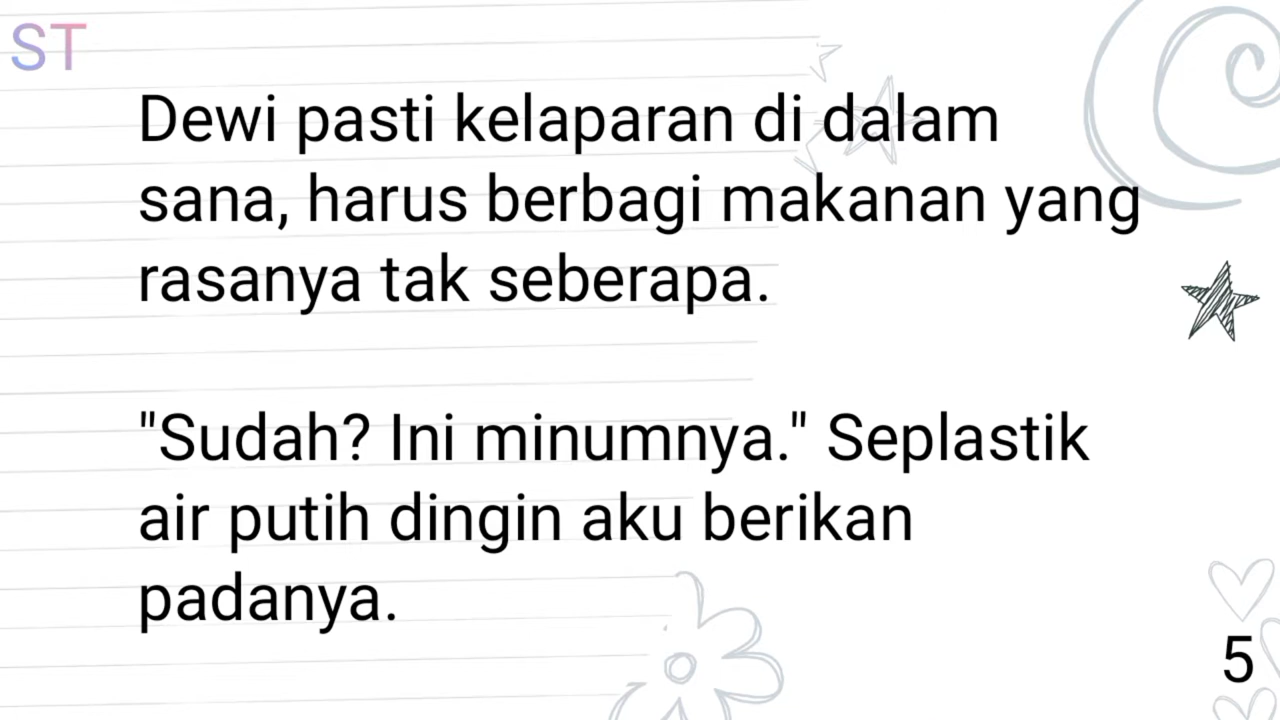 ST
Dewi pasti kelaparan di dalam
sana, harus berbagi makanan yang
rasanya tak seberapa.
"Sudah? Ini minumnya." Seplastik
air putih dingin aku berikan
padanya.
5